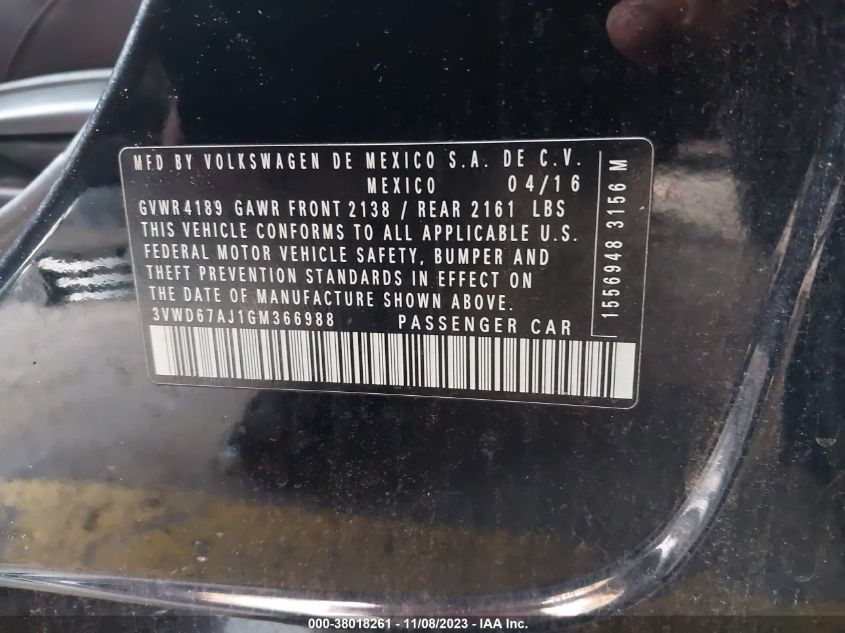 MFD BY VOLKSWAGEN DE MEXICO S.A. DE C.V.
MEXICO 04/16
GVWR4189 GAWR FRONT 2138 / REAR 2161 LBS
THIS VEHICLE CONFORMS TO ALL APPLICABLE U.S.
FEDERAL MOTOR VEHICLE SAFETY, BUMPER AND
THEFT PREVENTION STANDARDS IN EFFECT ON
THE DATE OF MANUFACTURE SHOWN ABOVE.
3VWD67AJ1GM366988 PASSENGER CAR
1556948 3156 M
000-38018261 - 11/08/2023 - IAA Inc.